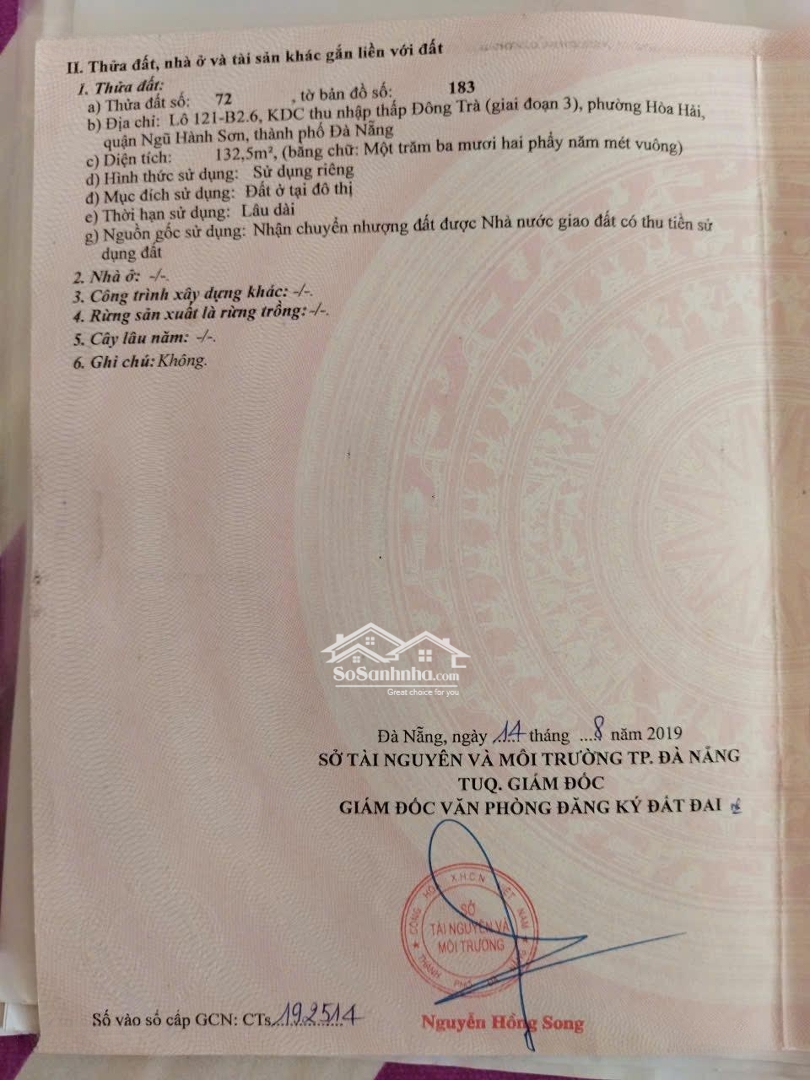 II. Thửa đất, nhà ở và tài sản khác gắn liền với đất
1. Thửa đất:
a) Thửa đất số: 72 , tờ bản đồ số: 183
b) Địa chỉ: Lô 121-B2.6, KDC thu nhập thấp Đông Trà (giai đoạn 3), phường Hòa Hải,
quận Ngũ Hành Sơn, thành phố Đà Nẵng
c) Diện tích: 132,5m², (băng chữ: Một trăm ba mươi hai phẩy năm mét vuông)
d) Hình thức sử dụng: Sử dụng riêng
đ) Mục đích sử dụng: Đất ở tại đô thị
e) Thời hạn sử dụng: Lâu dài
g) Nguồn gốc sử dụng: Nhận chuyển nhượng đất được Nhà nước giao đất có thu tiền sử
dụng đất
2. Nhà ở: -/-.
3. Công trình xây dựng khác: -/-.
4. Rừng sản xuất là rừng trồng: -/-.
5. Cây lâu năm: -/-.
6. Ghi chú: Không.
SoSanhnha.com
Great choice for you
Đà Nẵng, ngày 14 tháng ...8 năm 2019
SỞ TÀI NGUYÊN VÀ MÔI TRƯỜNG TP. ĐÀ NẴNG
TUQ. GIÁM ĐỐC
GIÁM ĐỐC VĂN PHÒNG ĐĂNG KÝ ĐẤT ĐAI
CỘNG HÒA X.H.C.N VIỆT NAM
SỞ
TÀI NGUYÊN VÀ
MÔI TRƯỜNG
THÀNH PHỐ
Số vào sổ cấp GCN: CTs 192514
Nguyễn Hồng Song